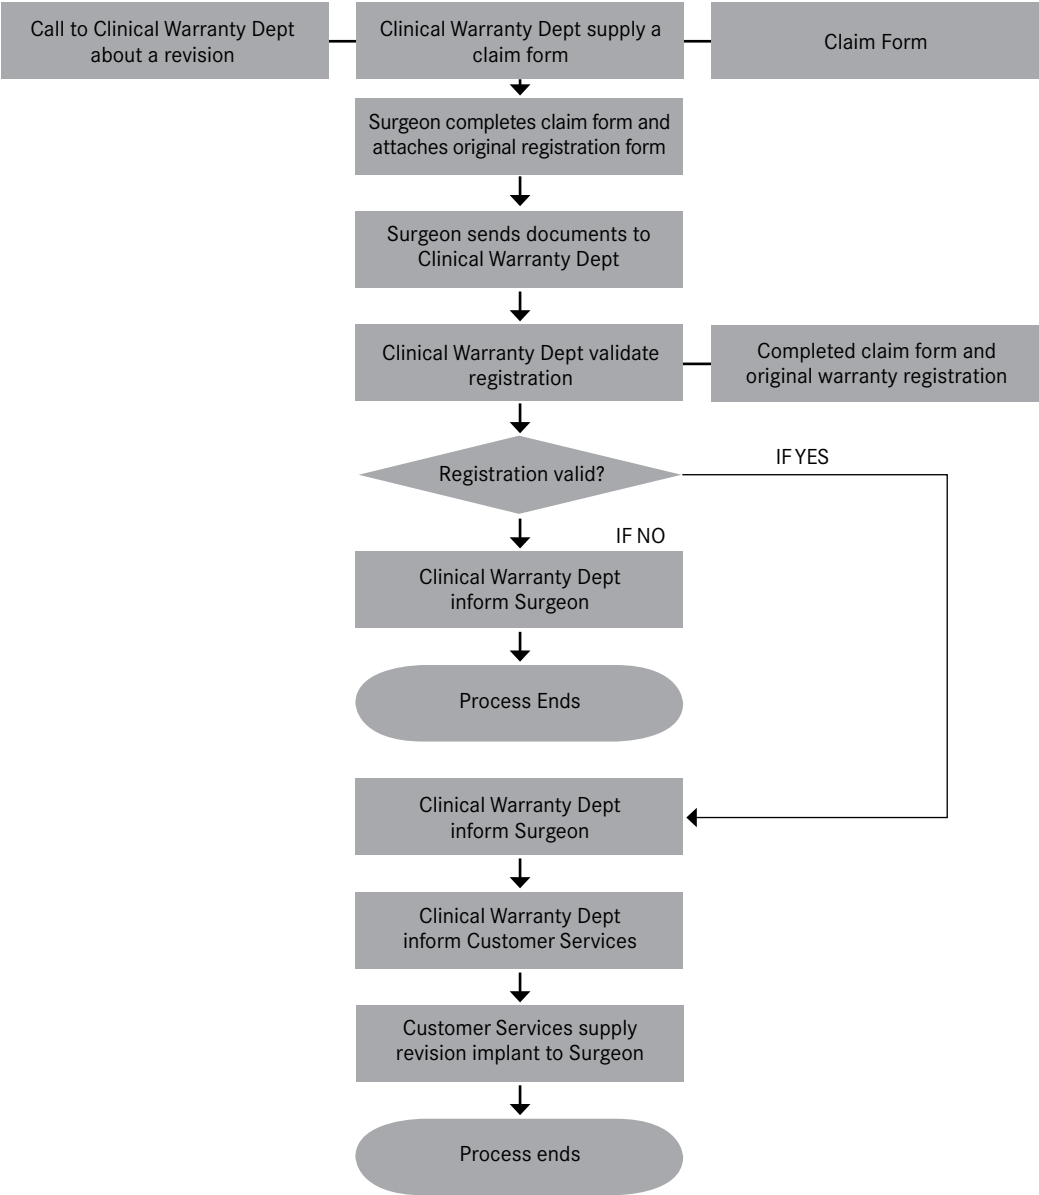 Call to Clinical Warranty Dept
about a revision
Clinical Warranty Dept supply a
claim form
Claim Form
Surgeon completes claim form and
attaches original registration form
Surgeon sends documents to
Clinical Warranty Dept
Clinical Warranty Dept validate
registration
Completed claim form and
original warranty registration
Registration valid?
IF YES
IF NO
Clinical Warranty Dept
inform Surgeon
Process Ends
Clinical Warranty Dept
inform Surgeon
Clinical Warranty Dept
inform Customer Services
Customer Services supply
revision implant to Surgeon
Process ends